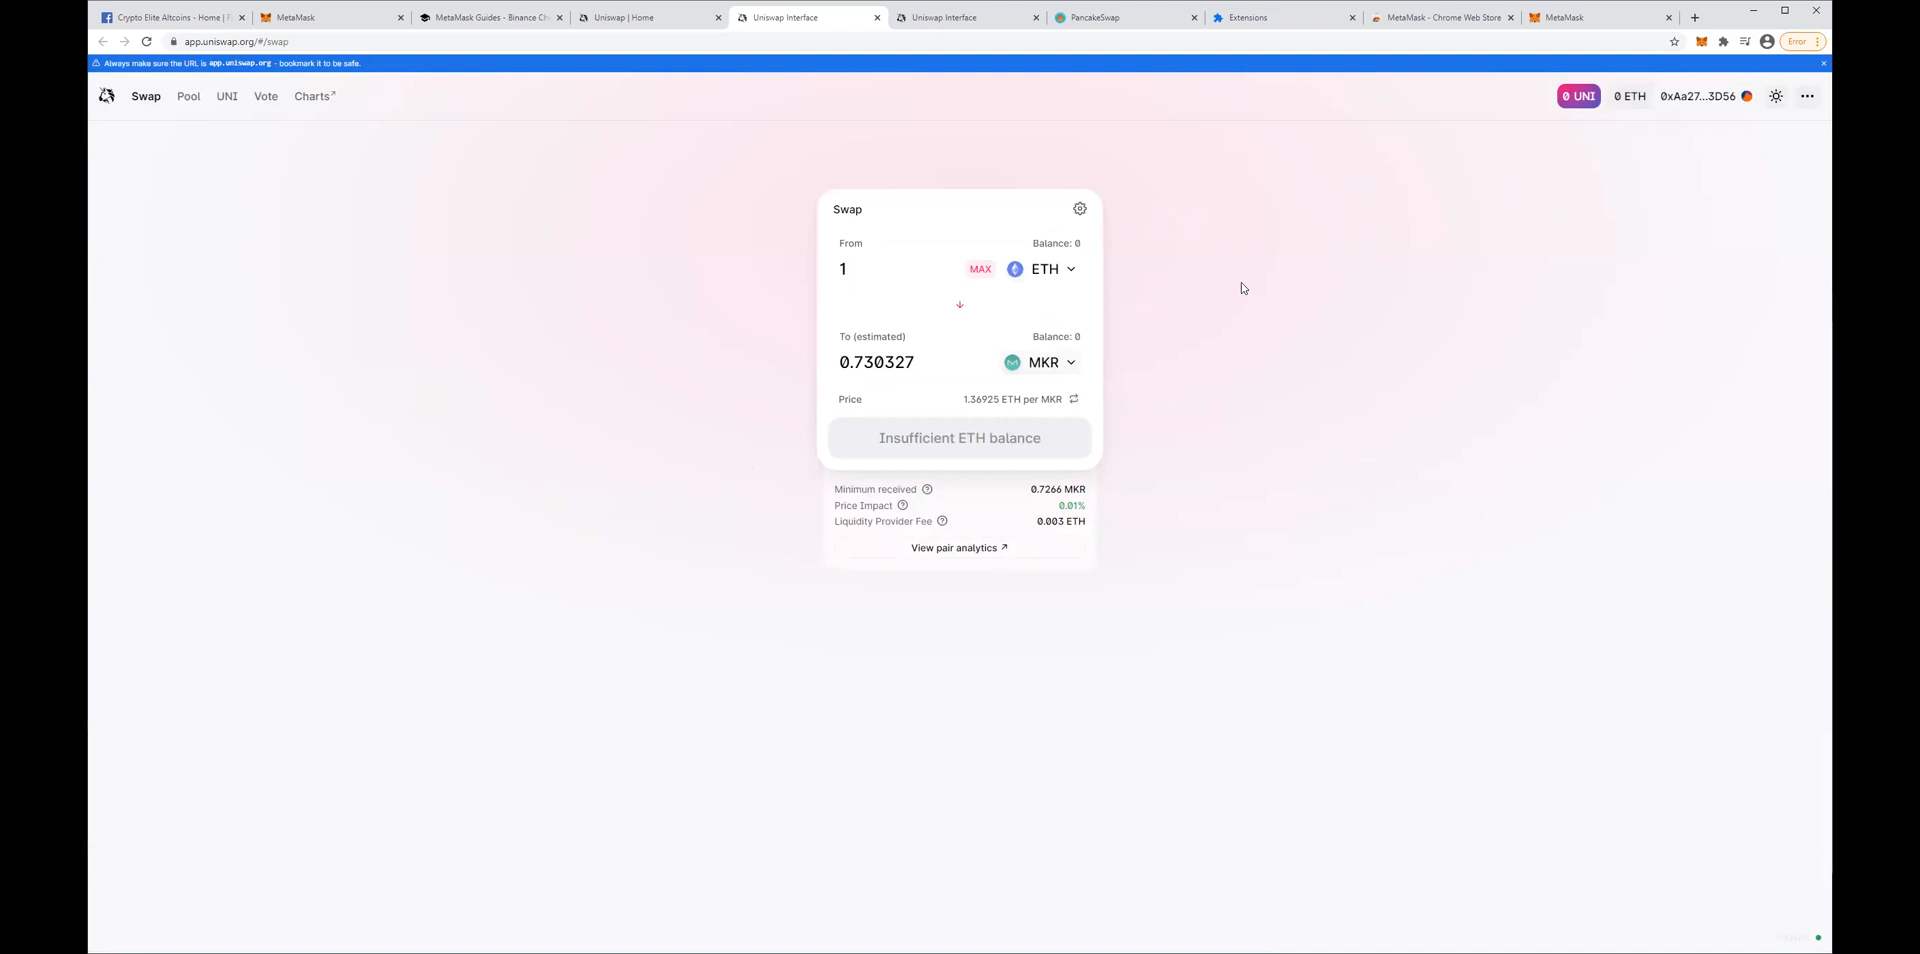 Crypto Elite Altcoins - Home | F
MetaMask
MetaMask Guides - Binance Ch
Uniswap | Home
Uniswap Interface
Uniswap Interface
PancakeSwap
Extensions
MetaMask - Chrome Web Store
MetaMask
app.uniswap.org/#/swap
Error
Always make sure the URL is app.uniswap.org - bookmark it to be safe.
Swap Pool UNI Vote Charts↗
0 UNI 0 ETH 0xAa27...3D56
Swap
From Balance: 0
1 MAX ETH
To (estimated) Balance: 0
0.730327 MKR
Price 1.36925 ETH per MKR
Insufficient ETH balance
Minimum received 0.7266 MKR
Price Impact 0.01%
Liquidity Provider Fee 0.003 ETH
View pair analytics ↗